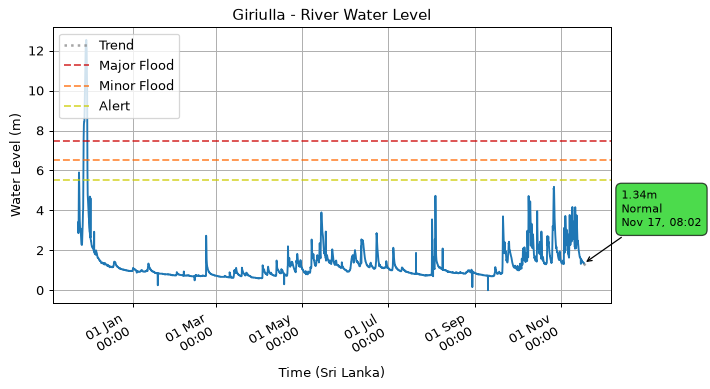 Giriulla - River Water Level
Trend
Major Flood
Minor Flood
Alert
12
10
8
6
4
2
0
Water Level (m)
1.34m
Normal
Nov 17, 08:02
01 Jan
00:00
01 Mar
00:00
01 May
00:00
01 Jul
00:00
01 Sep
00:00
01 Nov
00:00
Time (Sri Lanka)